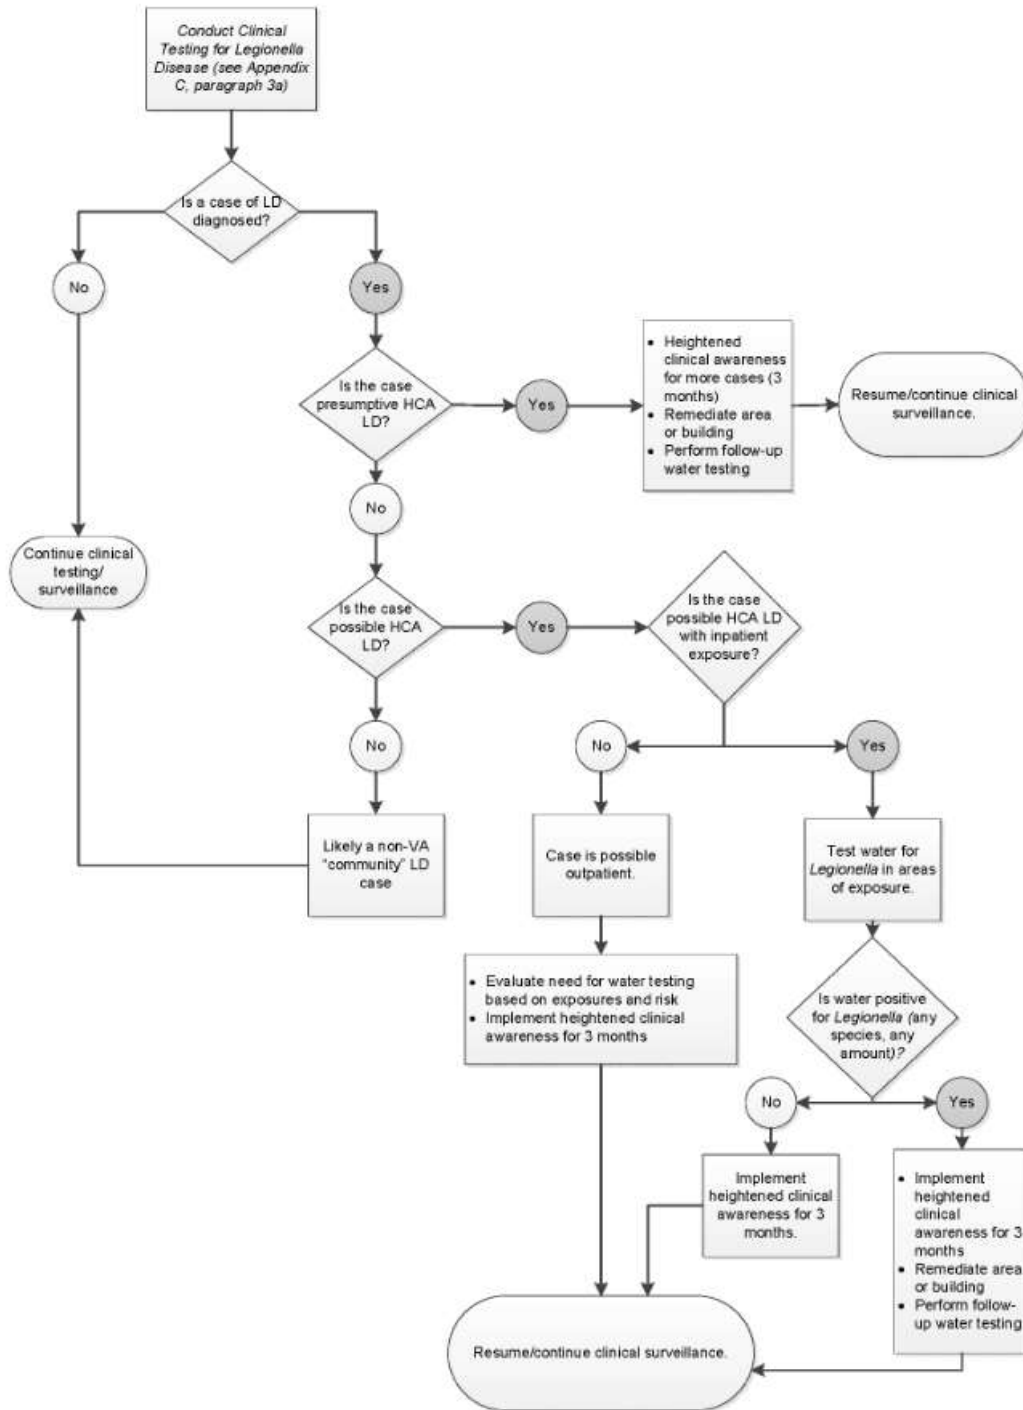 Conduct Clinical
Testing for Legionella
Disease (see Appendix
C, paragraph 3a)
Is a case of LD
diagnosed?
No
Yes
Is the case
presumptive HCA
LD?
Yes
• Heightened
clinical awareness
for more cases (3
months)
• Remediate area
or building
• Perform follow-up
water testing
Resume/continue clinical
surveillance.
No
Continue clinical
testing/
surveillance
Is the case
possible HCA
LD?
Yes
Is the case
possible HCA LD
with inpatient
exposure?
No
No
Yes
Likely a non-VA
"community" LD
case
Case is possible
outpatient.
Test water for
Legionella in areas
of exposure.
• Evaluate need for water testing
based on exposures and risk
• Implement heightened clinical
awareness for 3 months
Is water positive
for Legionella (any
species, any
amount)?
No
Yes
Implement
heightened clinical
awareness for 3
months.
• Implement
heightened
clinical
awareness for 3
months
• Remediate area
or building
• Perform follow-
up water testing
Resume/continue clinical surveillance.